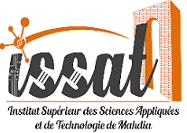 issat
Institut Supérieur des Sciences Appliquées
et de Technologie de Mahdia